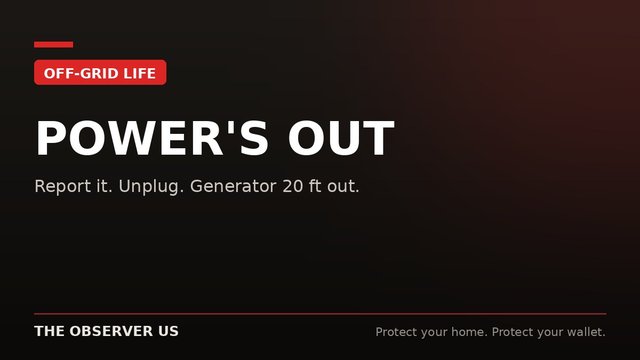 OFF-GRID LIFE
POWER'S OUT
Report it. Unplug. Generator 20 ft out.
THE OBSERVER US
Protect your home. Protect your wallet.